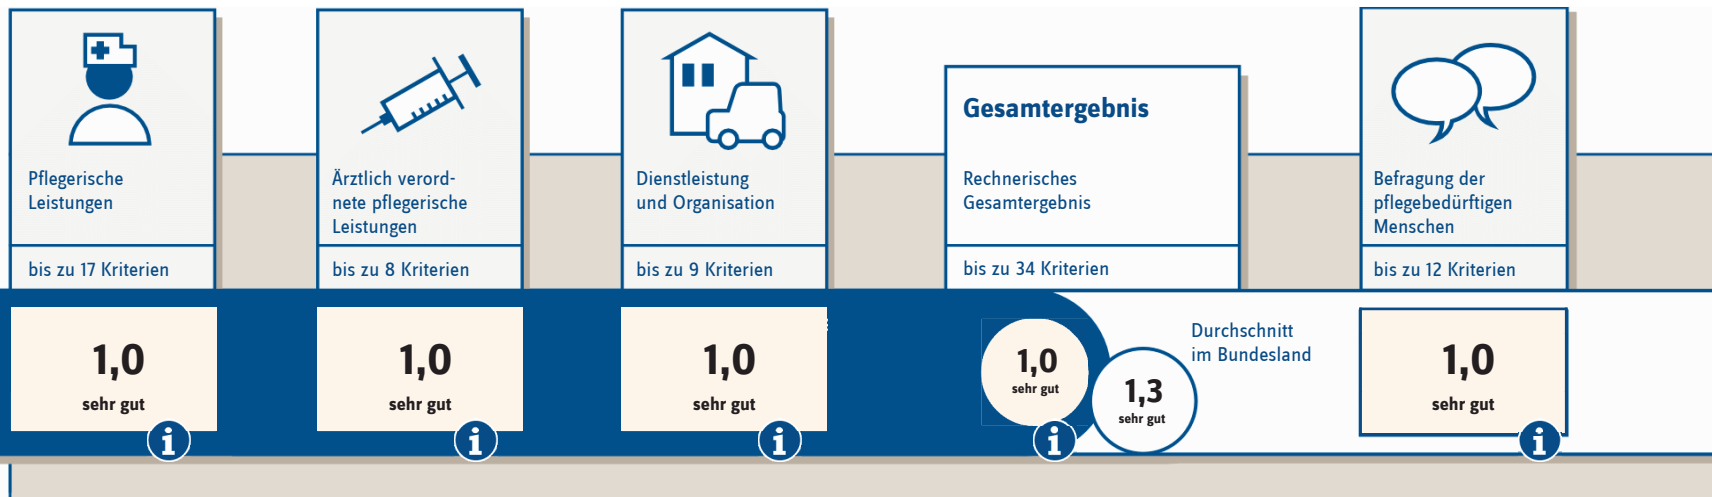 Pflegerische
Leistungen
bis zu 17 Kriterien
1,0
sehr gut
i
Ärztlich verord-
nete pflegerische
Leistungen
bis zu 8 Kriterien
1,0
sehr gut
i
Dienstleistung
und Organisation
bis zu 9 Kriterien
1,0
sehr gut
i
Gesamtergebnis
Rechnerisches
Gesamtergebnis
bis zu 34 Kriterien
1,0
sehr gut
i
1,3
sehr gut
Durchschnitt
im Bundesland
Befragung der
pflegebedürftigen
Menschen
bis zu 12 Kriterien
1,0
sehr gut
i